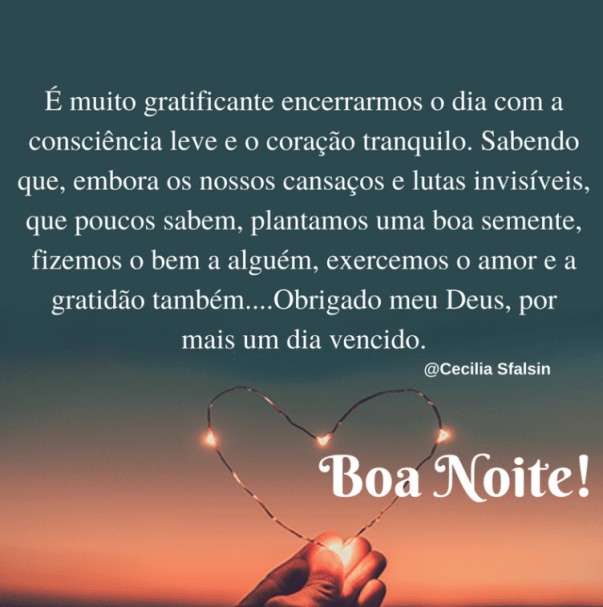 É muito gratificante encerrarmos o dia com a
consciência leve e o coração tranquilo. Sabendo
que, embora os nossos cansaços e lutas invisíveis,
que poucos sabem, plantamos uma boa semente,
fizemos o bem a alguém, exercemos o amor e a
gratidão também....Obrigado meu Deus, por
mais um dia vencido.
@Cecilia Sfalsin
Boa Noite!